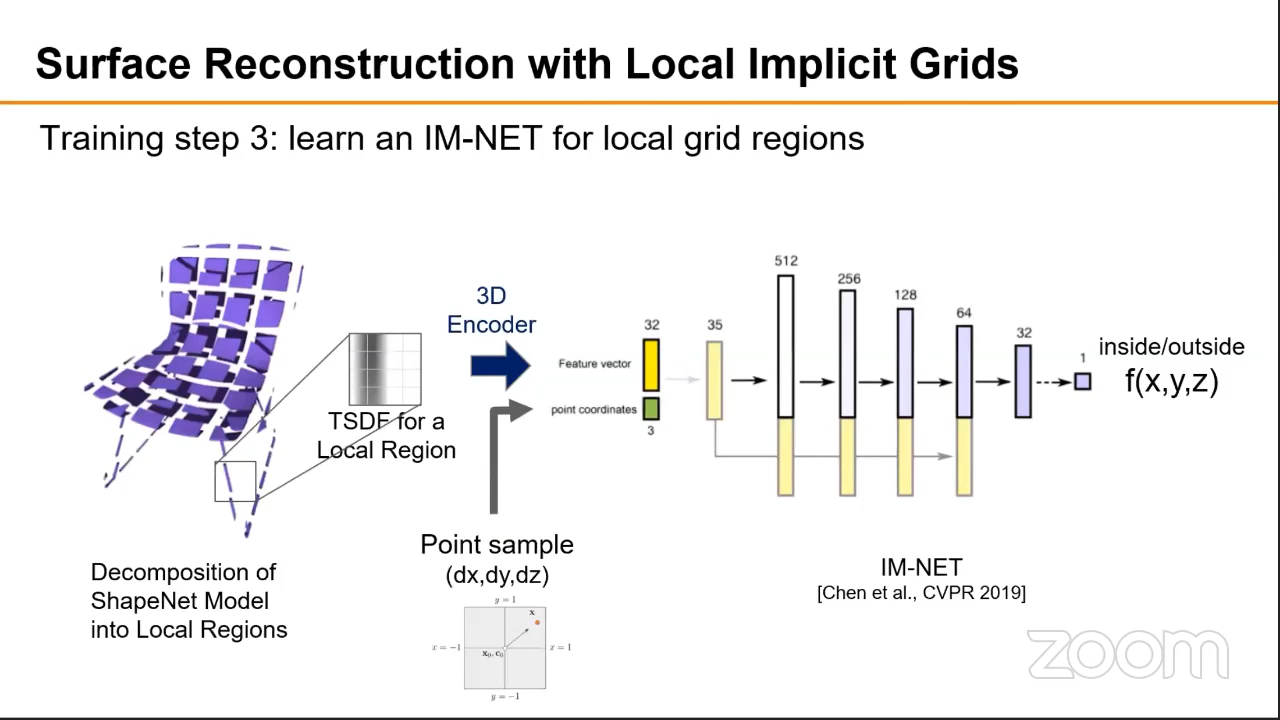 Surface Reconstruction with Local Implicit Grids
Training step 3: learn an IM-NET for local grid regions
3D
Encoder
TSDF for a
Local Region
Decomposition of
ShapeNet Model
into Local Regions
Point sample
(dx,dy,dz)
y = 1
x
x = −1
x₀, c₀
x = 1
y = −1
Feature vector
point coordinates
32
3
35
512
256
128
64
32
1
inside/outside
f(x,y,z)
IM-NET
[Chen et al., CVPR 2019]
zoom